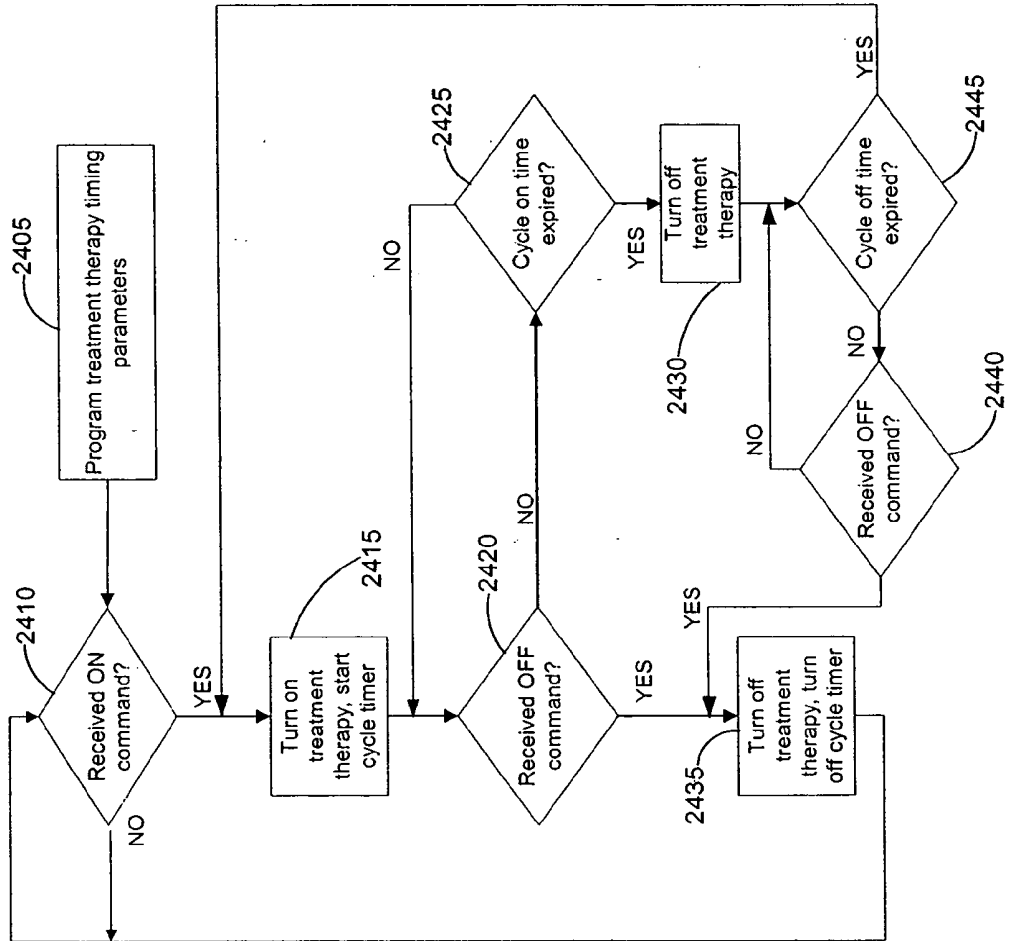 2405
Program treatment therapy timing
parameters
2410
Received ON
command?
NO
YES
2415
Turn on
treatment
therapy, start
cycle timer
NO
2420
Received OFF
command?
NO
YES
2425
Cycle on time
expired?
YES
2430
Turn off
treatment
therapy
2445
Cycle off time
expired?
YES
NO
2440
Received OFF
command?
NO
YES
2435
Turn off
treatment
therapy, turn
off cycle timer